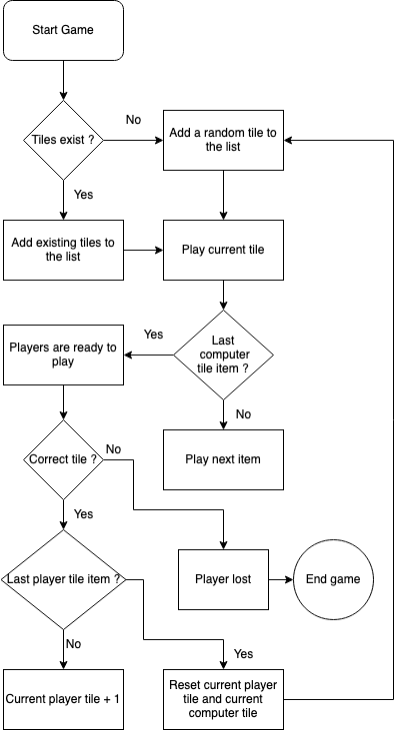 Start Game
Tiles exist ?
No
Add a random tile to
the list
Yes
Add existing tiles to
the list
Play current tile
Players are ready to
play
Yes
Last
computer
tile item ?
No
Play next item
Correct tile ?
No
Yes
Last player tile item ?
Player lost
End game
No
Yes
Current player tile + 1
Reset current player
tile and current
computer tile